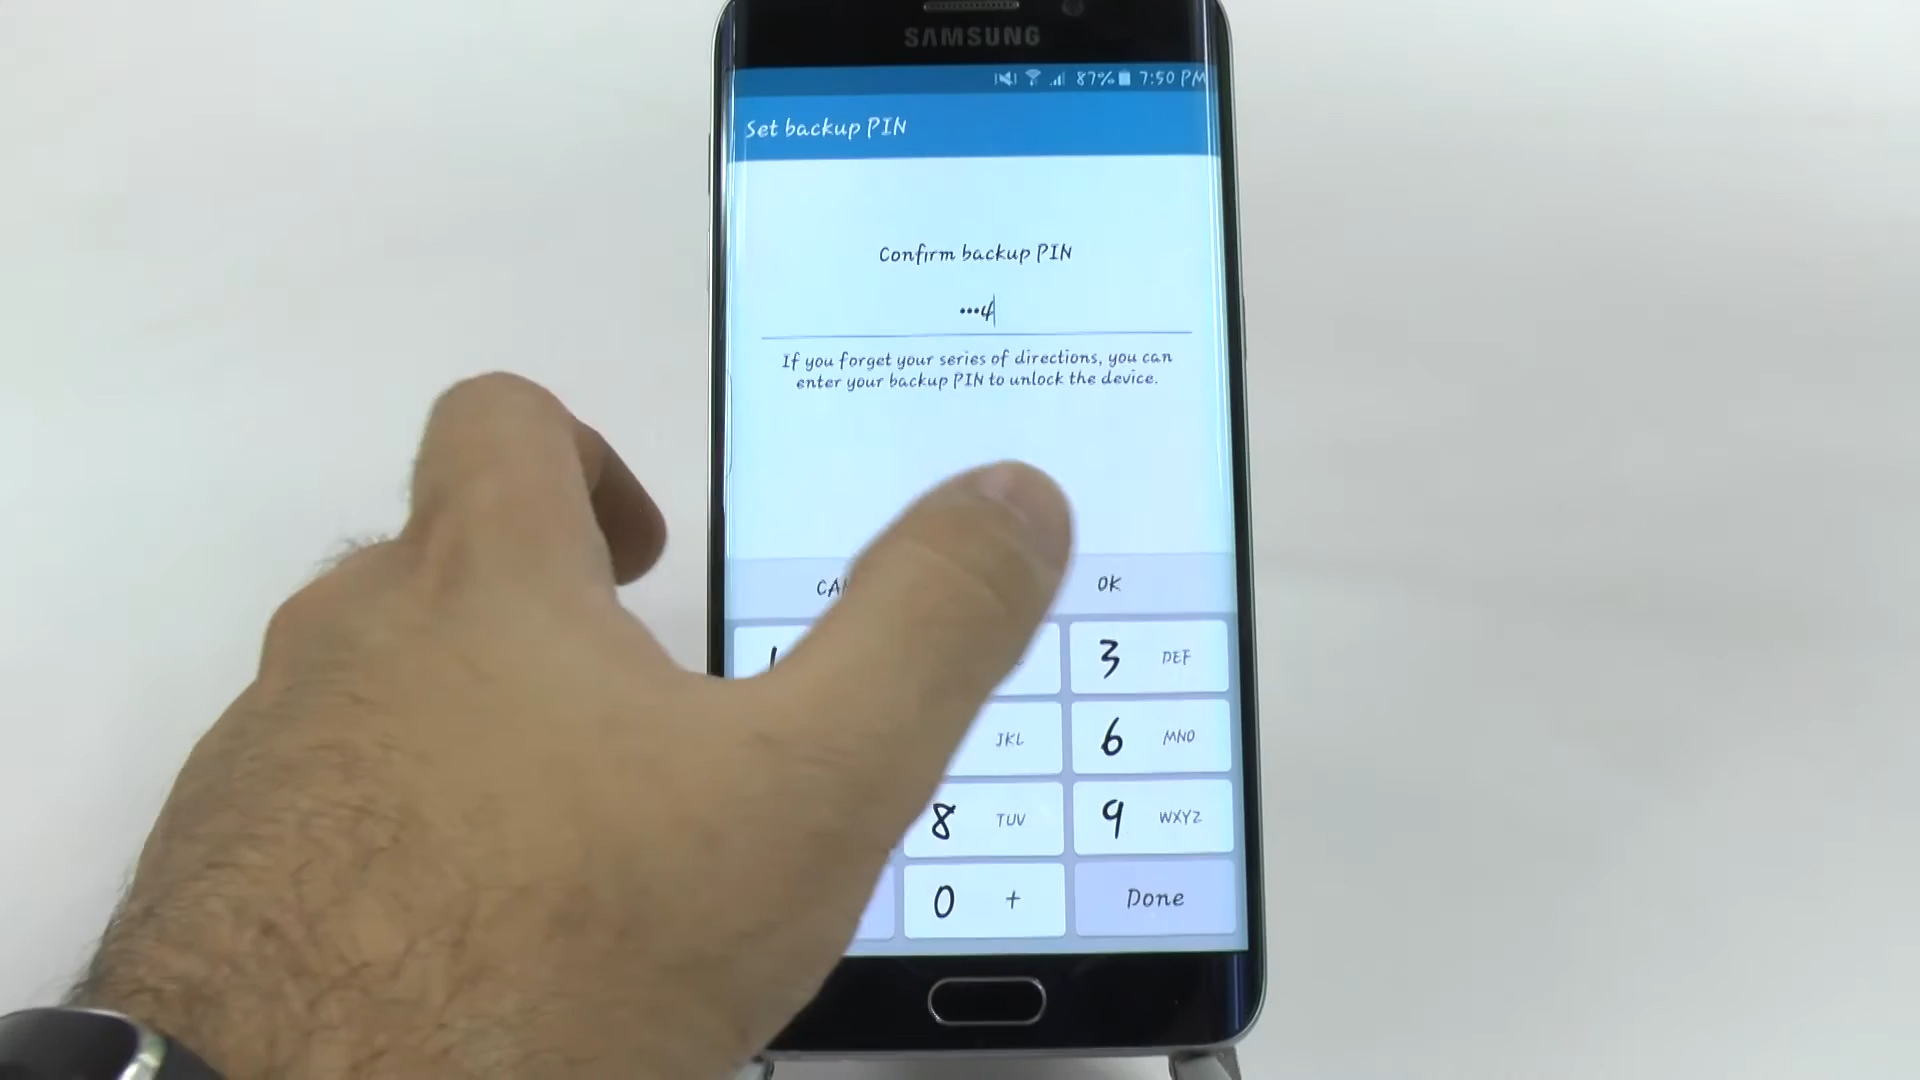 SAMSUNG
87% 7:50 PM
Set backup PIN
Confirm backup PIN
•••4
If you forget your series of directions, you can
enter your backup PIN to unlock the device.
OK
3 DEF
JKL 6 MNO
8 TUV 9 WXYZ
0 + Done